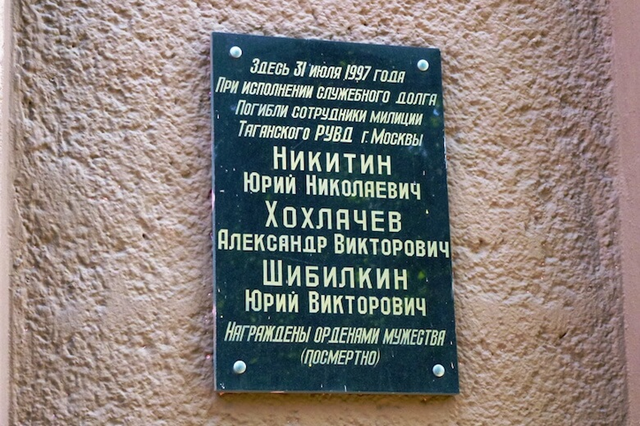 Здесь 31 июля 1997 года
При исполнении служебного долга
Погибли сотрудники милиции
Таганского РУВД г. Москвы
Никитин
Юрий Николаевич
Хохлачев
Александр Викторович
Шибилкин
Юрий Викторович
Награждены орденами мужества
(посмертно)